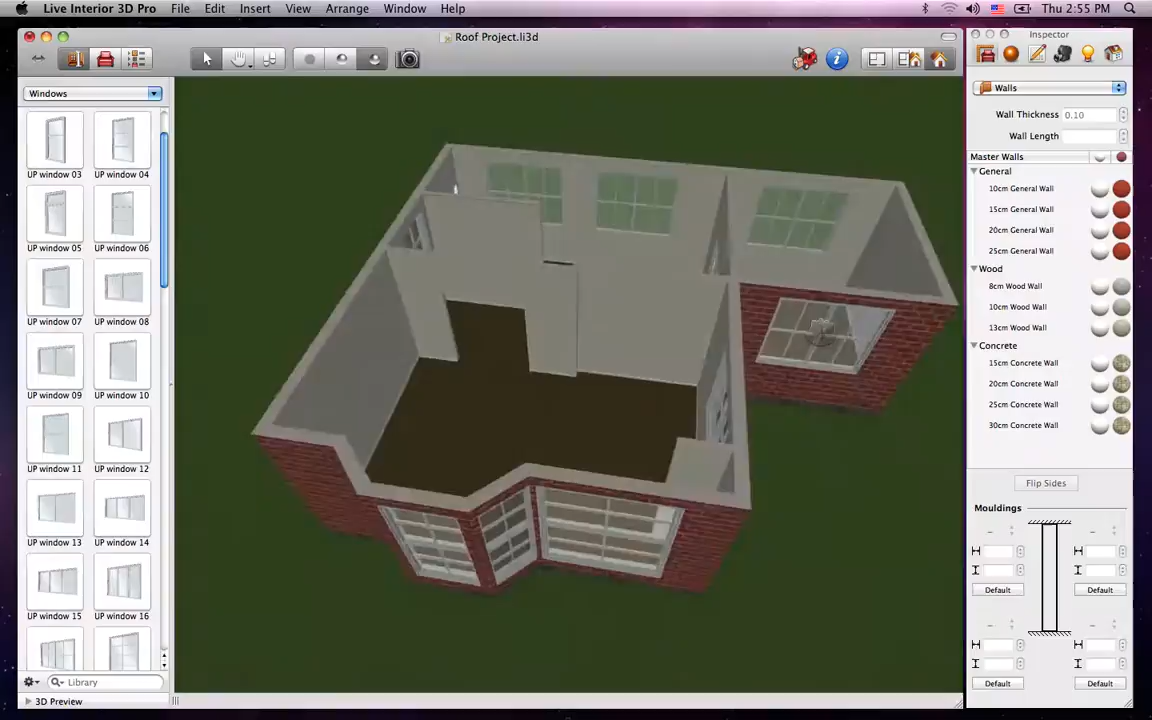 Live Interior 3D Pro File Edit Insert View Arrange Window Help Thu 2:55 PM
Roof Project.li3d
Inspector
Windows
UP window 03 UP window 04
UP window 05 UP window 06
UP window 07 UP window 08
UP window 09 UP window 10
UP window 11 UP window 12
UP window 13 UP window 14
UP window 15 UP window 16
Library
3D Preview
Walls
Wall Thickness 0.10
Wall Length
Master Walls
General
10cm General Wall
15cm General Wall
20cm General Wall
25cm General Wall
Wood
8cm Wood Wall
10cm Wood Wall
13cm Wood Wall
Concrete
15cm Concrete Wall
20cm Concrete Wall
25cm Concrete Wall
30cm Concrete Wall
Flip Sides
Mouldings
Default Default
Default Default